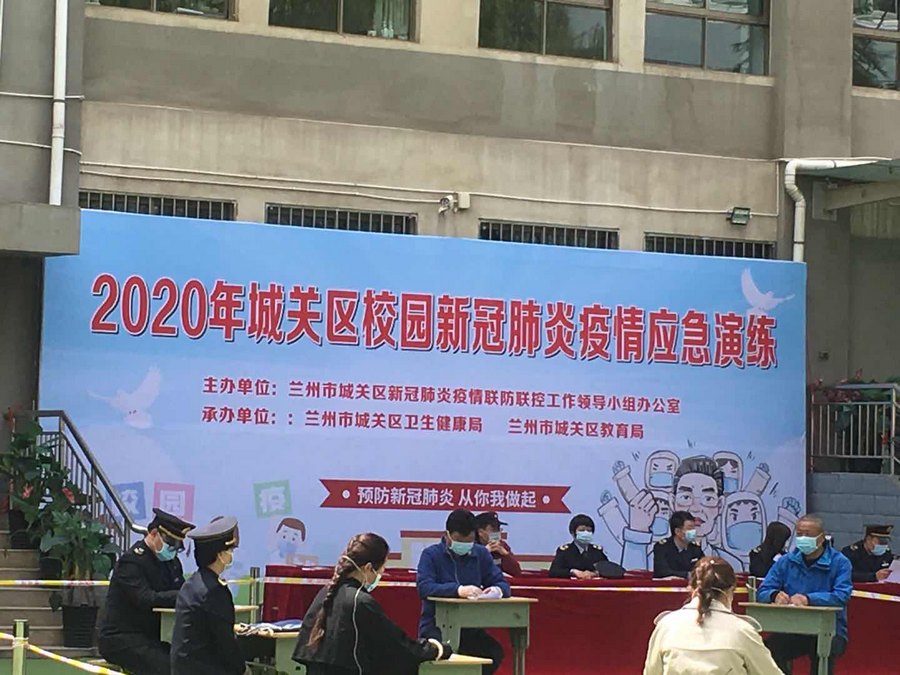 2020年城关区校园新冠肺炎疫情应急演练
主办单位：兰州市城关区新冠肺炎疫情联防联控工作领导小组办公室
承办单位：：兰州市城关区卫生健康局 兰州市城关区教育局
预防新冠肺炎 从你我做起
校园
疫